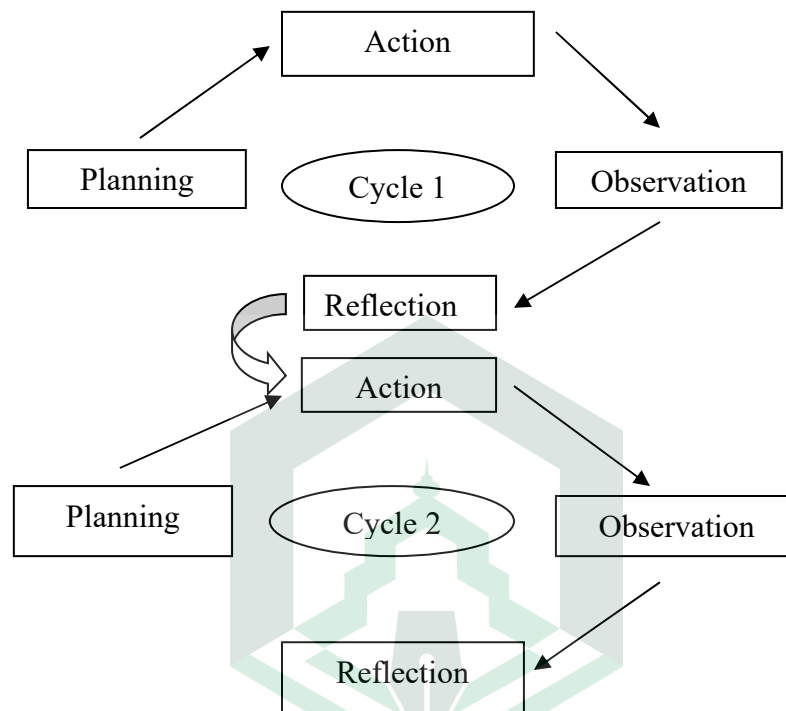 Action
Planning
Cycle 1
Observation
Reflection
Action
Planning
Cycle 2
Observation
Reflection